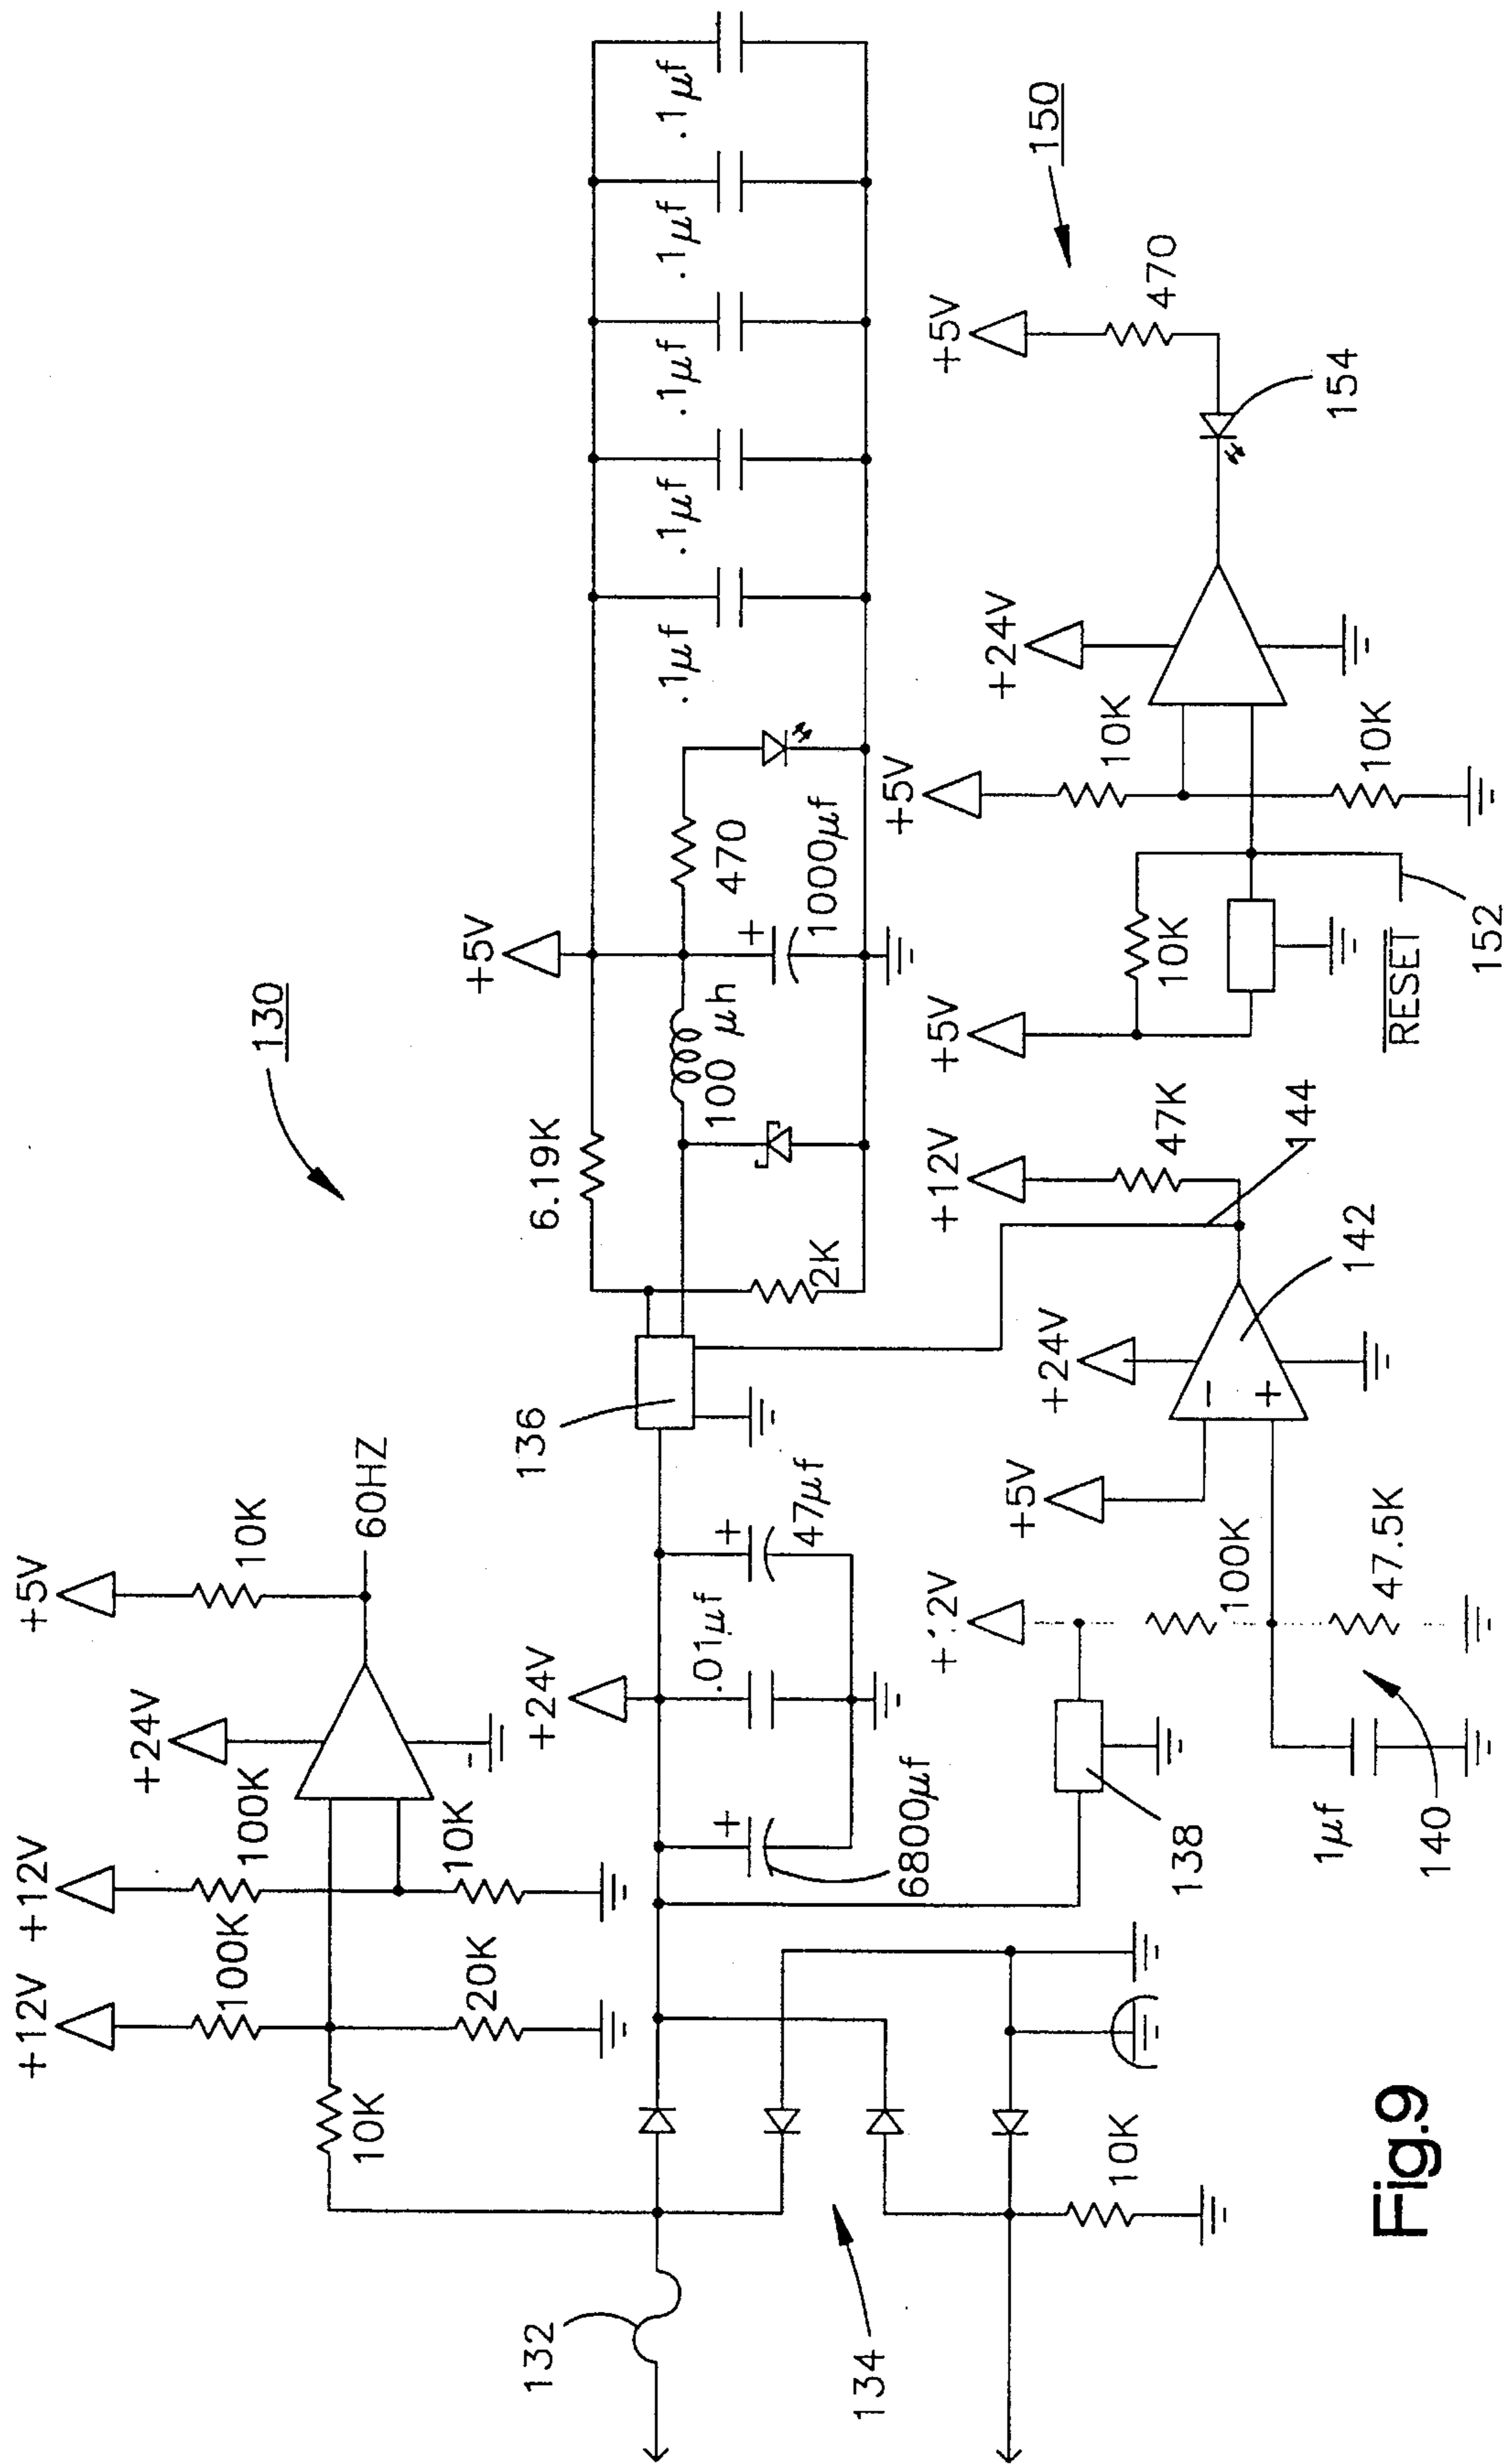 130
+12V
+12V
+24V
+5V
100K
100K
10K
10K
20K
10K
60HZ
132
134
10K
+24V
6800µf
.01µf
47µf
136
6.19K
2K
+5V
100 µh
1000µf
470
.1µf
.1µf
.1µf
.1µf
.1µf
138
+12V
100K
47.5K
1µf
140
+5V
+24V
142
+12V
47K
144
+5V
10K
RESET
152
+5V
10K
10K
+24V
+5V
470
154
150
Fig.9